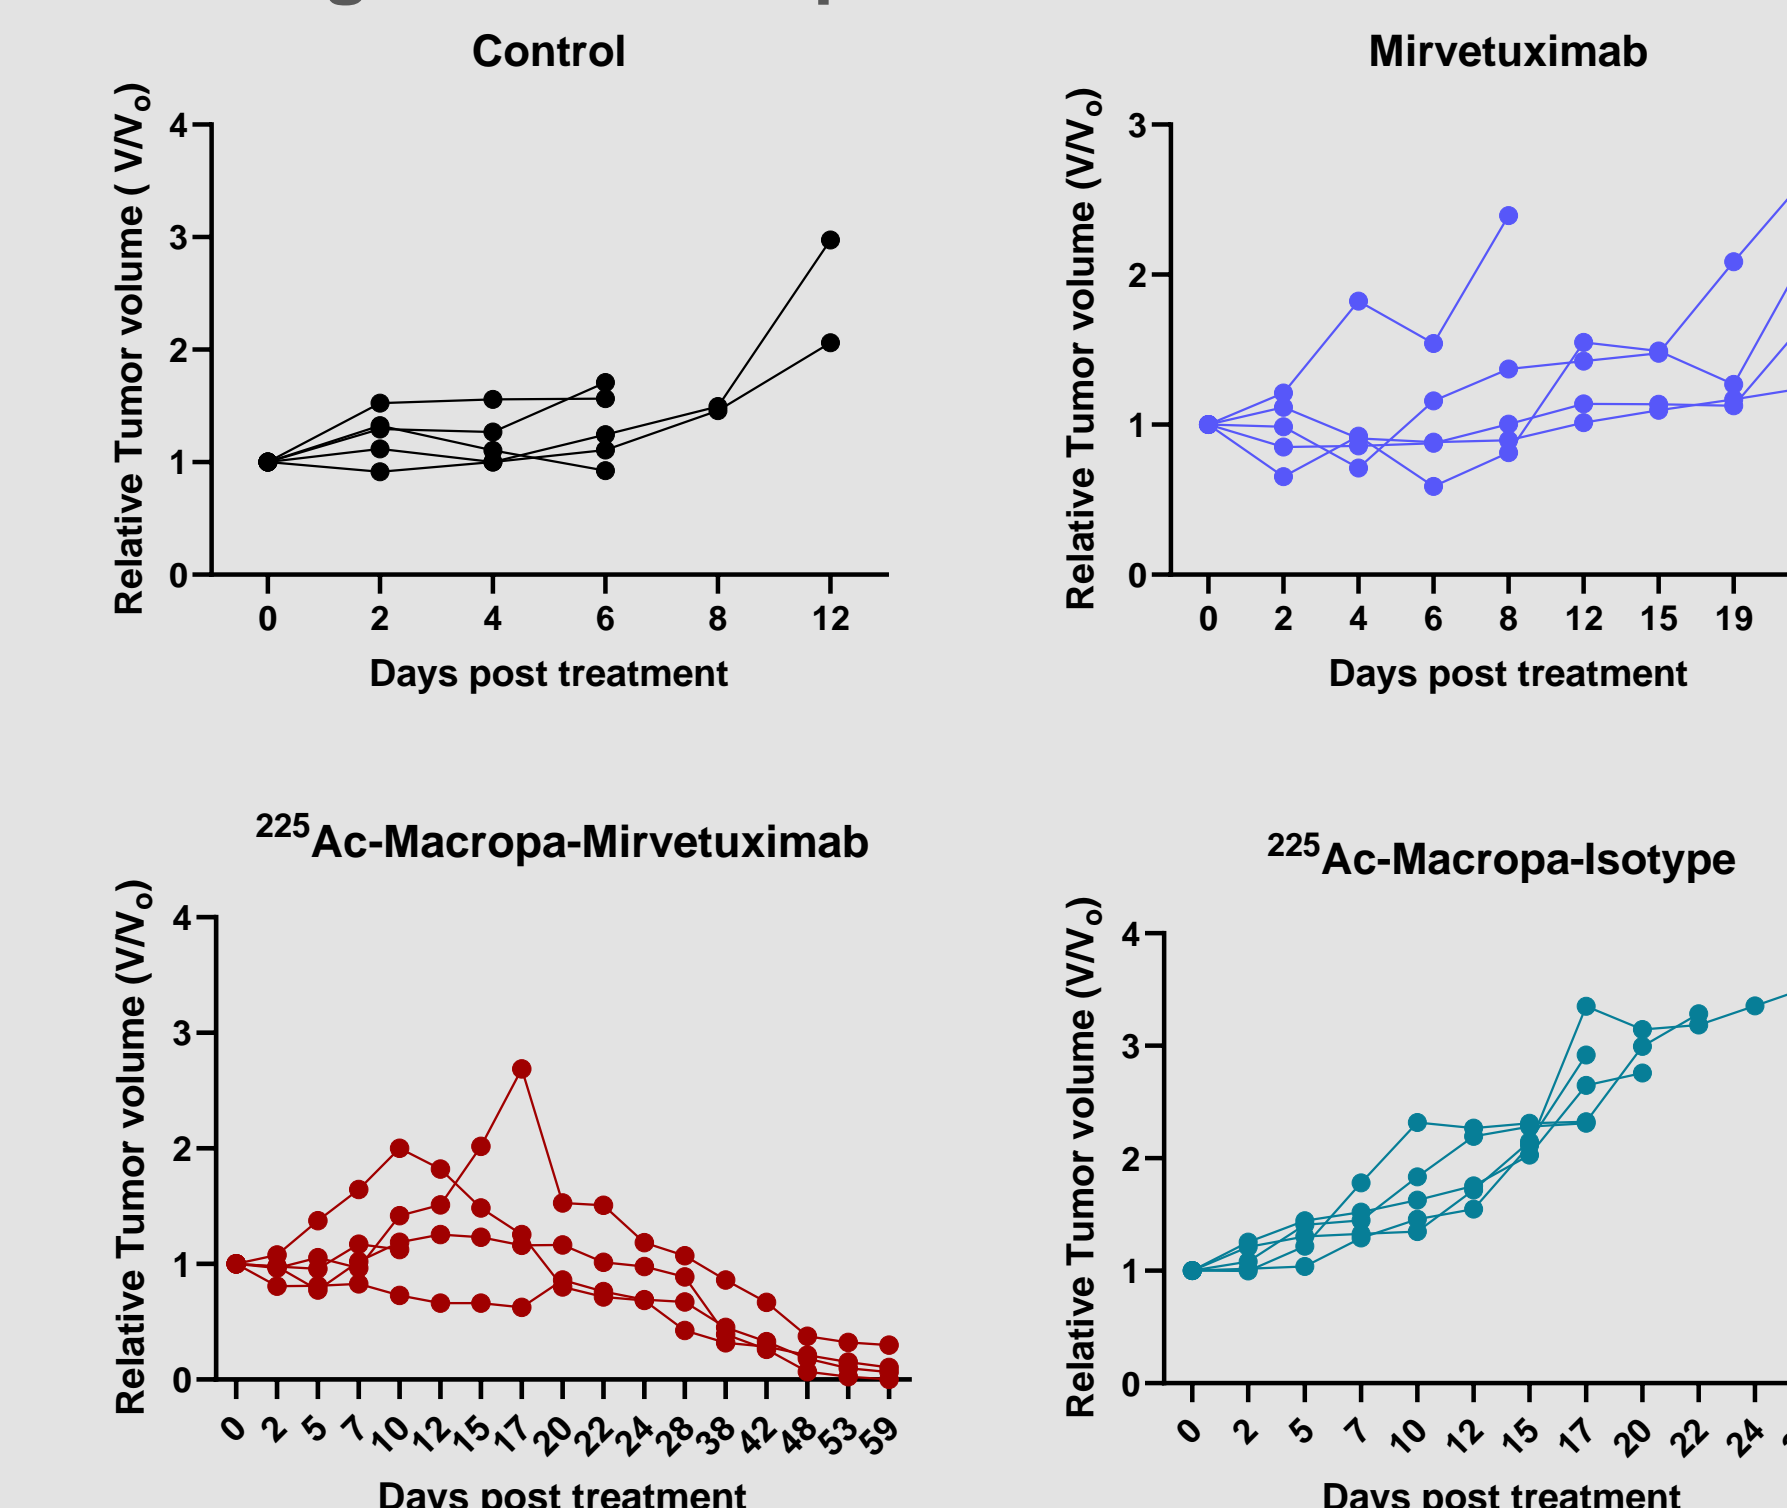 Control
Relative Tumor volume ( V/Vo)
4
3
2
1
0
0 2 4 6 8 12
Days post treatment
Mirvetuximab
Relative Tumor volume (V/Vo)
3
2
1
0
0 2 4 6 8 12 15 19
Days post treatment
225Ac-Macropa-Mirvetuximab
Relative Tumor volume (V/Vo)
4
3
2
1
0
0 2 5 7 10 12 15 17 20 22 24 28 38 42 48 53 59
Days post treatment
225Ac-Macropa-Isotype
Relative Tumor volume (V/Vo)
4
3
2
1
0
0 2 5 7 10 12 15 17 20 22 24
Days post treatment